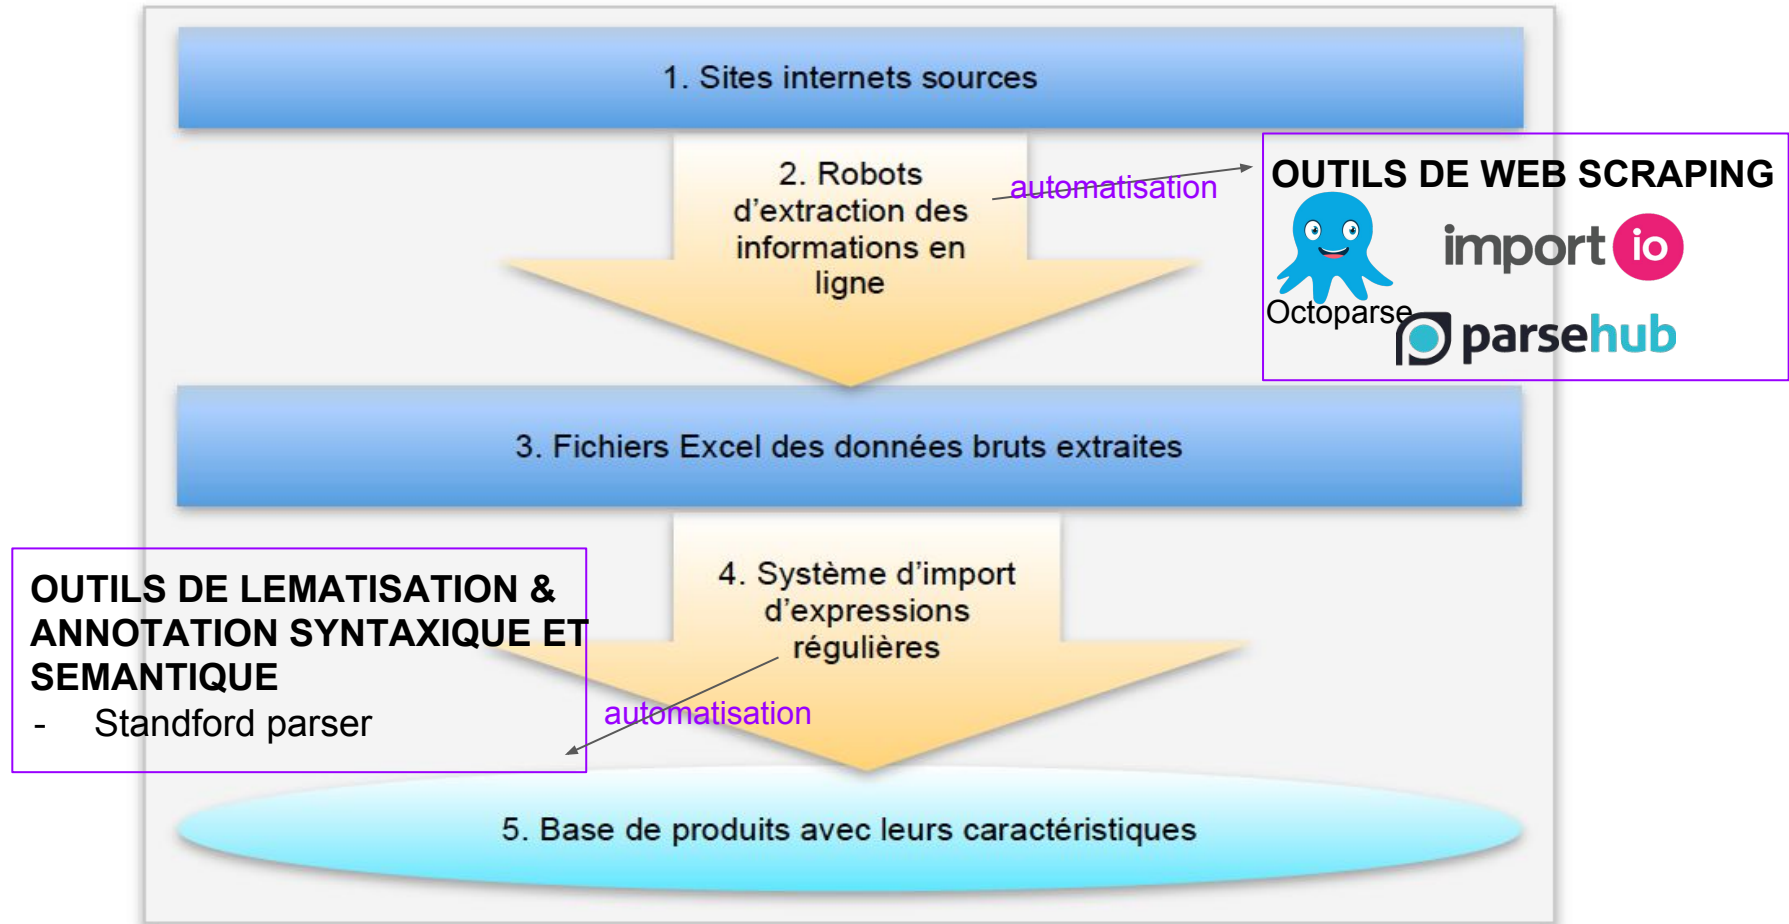 1. Sites internets sources
2. Robots
d'extraction des
informations en
ligne
automatisation
OUTILS DE WEB SCRAPING
import io
Octoparse
parsehub
3. Fichiers Excel des données bruts extraites
4. Système d'import
d'expressions
régulières
automatisation
OUTILS DE LEMATISATION &
ANNOTATION SYNTAXIQUE ET
SEMANTIQUE
- Standford parser
5. Base de produits avec leurs caractéristiques